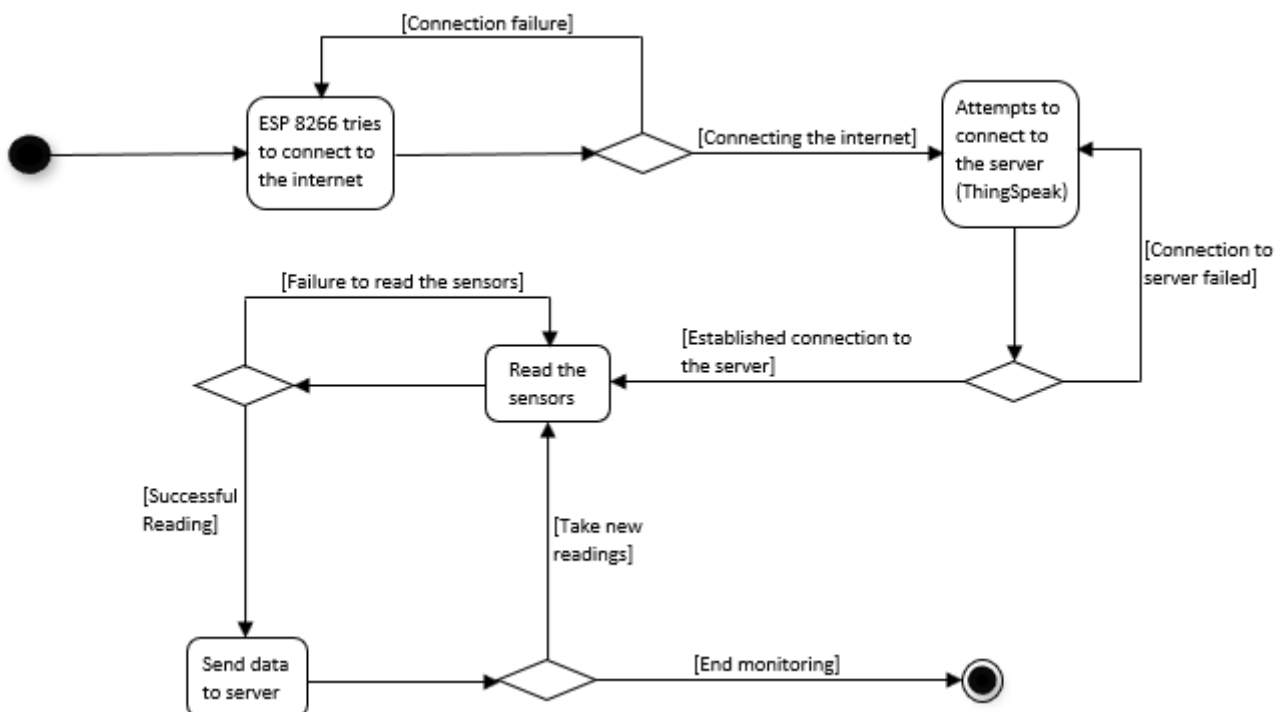 [Connection failure]
ESP 8266 tries
to connect to
the internet
[Connecting the internet]
Attempts to
connect to
the server
(ThingSpeak)
[Connection to
server failed]
[Failure to read the sensors]
[Established connection to
the server]
Read the
sensors
[Successful
Reading]
[Take new
readings]
Send data
to server
[End monitoring]